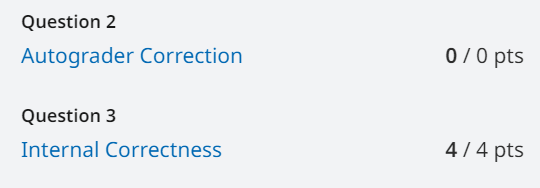 Question 2
Autograder Correction 0 / 0 pts
Question 3
Internal Correctness 4 / 4 pts